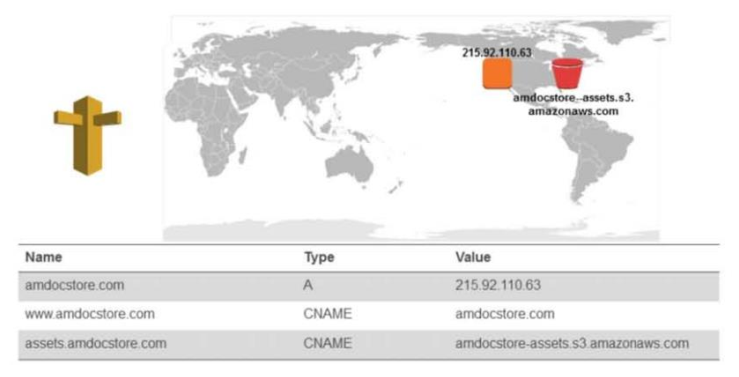 215.92.110.63
amdocstore--assets.s3.
amazonaws.com
Name Type Value
amdocstore.com A 215.92.110.63
www.amdocstore.com CNAME amdocstore.com
assets.amdocstore.com CNAME amdocstore-assets.s3.amazonaws.com